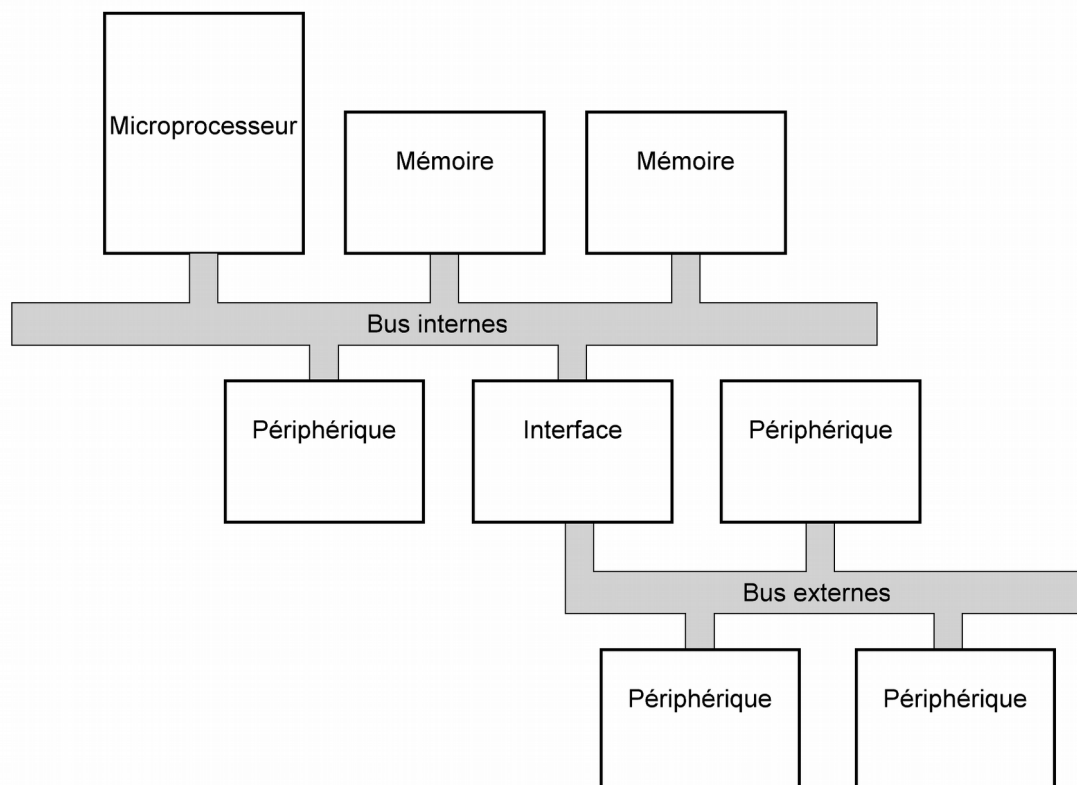 Microprocesseur
Mémoire
Mémoire
Bus internes
Périphérique
Interface
Périphérique
Bus externes
Périphérique
Périphérique